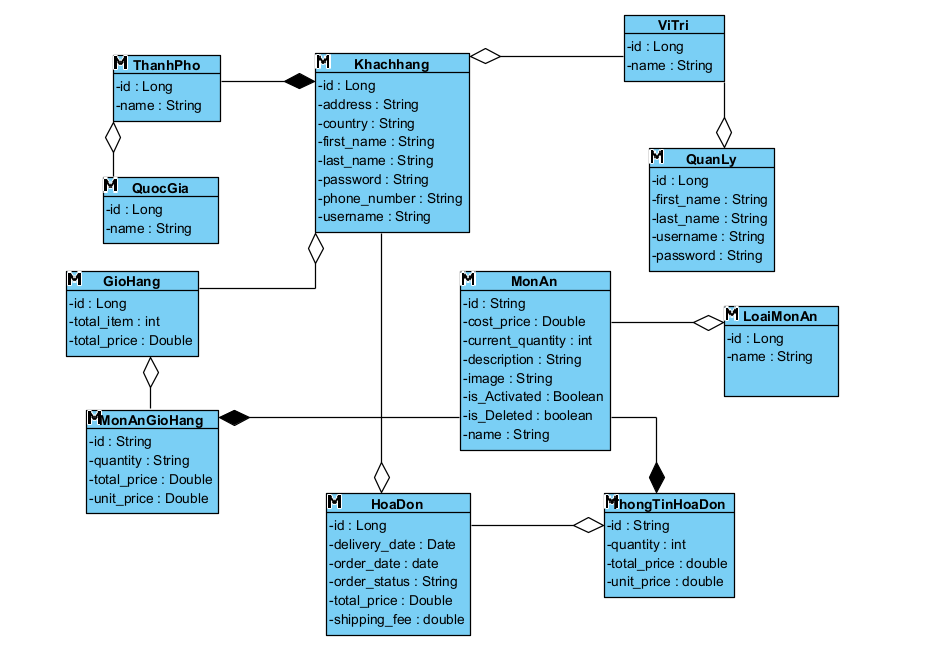 ViTri
-id : Long
-name : String
M ThanhPho
-id : Long
-name : String
M Khachhang
-id : Long
-address : String
-country : String
-first_name : String
-last_name : String
-password : String
-phone_number : String
-username : String
M QuanLy
-id : Long
-first_name : String
-last_name : String
-username : String
-password : String
M QuocGia
-id : Long
-name : String
M GioHang
-id : Long
-total_item : int
-total_price : Double
M MonAn
-id : String
-cost_price : Double
-current_quantity : int
-description : String
-image : String
-is_Activated : Boolean
-is_Deleted : boolean
-name : String
M LoaiMonAn
-id : Long
-name : String
M MonAnGioHang
-id : String
-quantity : String
-total_price : Double
-unit_price : Double
M HoaDon
-id : Long
-delivery_date : Date
-order_date : date
-order_status : String
-total_price : Double
-shipping_fee : double
M ThongTinHoaDon
-id : String
-quantity : int
-total_price : double
-unit_price : double